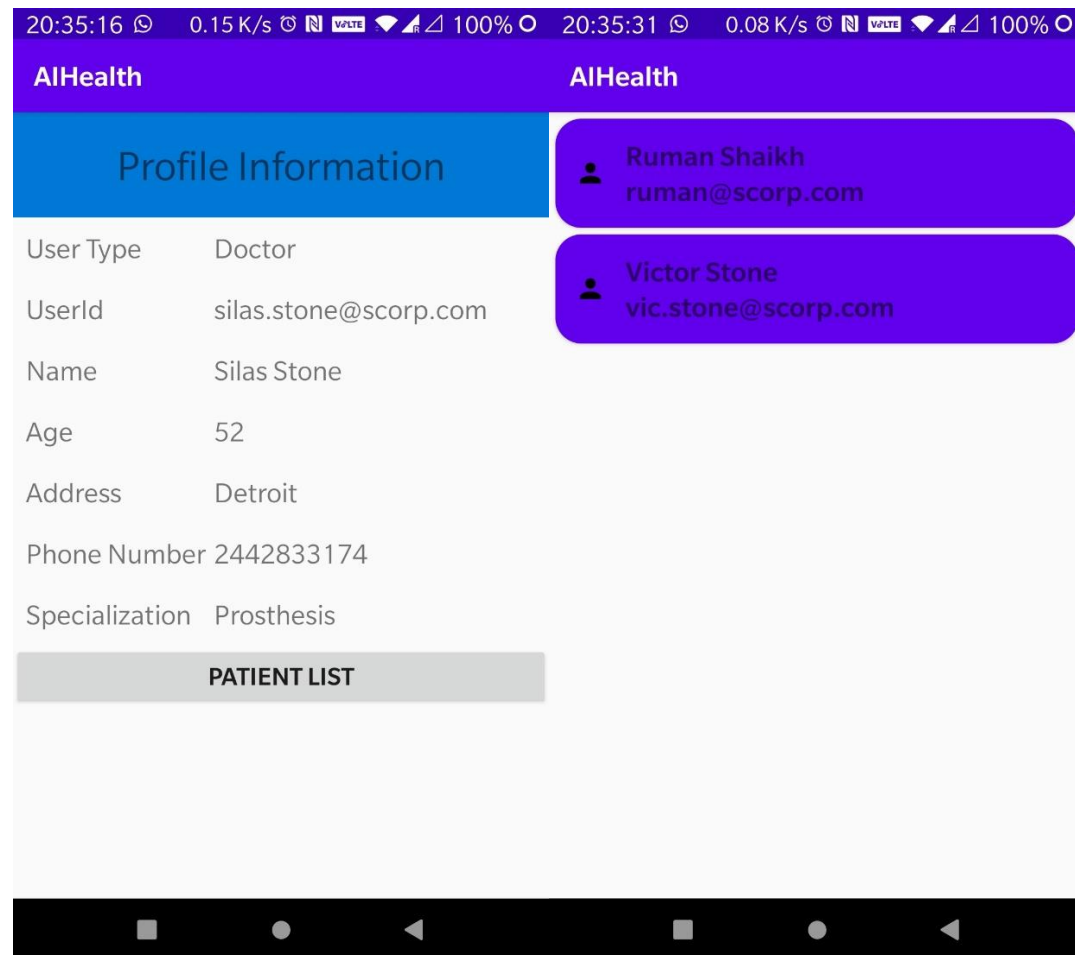 20:35:16 0.15 K/s VoLTE R 100%
AIHealth
Profile Information
User Type Doctor
UserId silas.stone@scorp.com
Name Silas Stone
Age 52
Address Detroit
Phone Number 2442833174
Specialization Prosthesis
PATIENT LIST
20:35:31 0.08 K/s VoLTE R 100%
AIHealth
Ruman Shaikh
ruman@scorp.com
Victor Stone
vic.stone@scorp.com